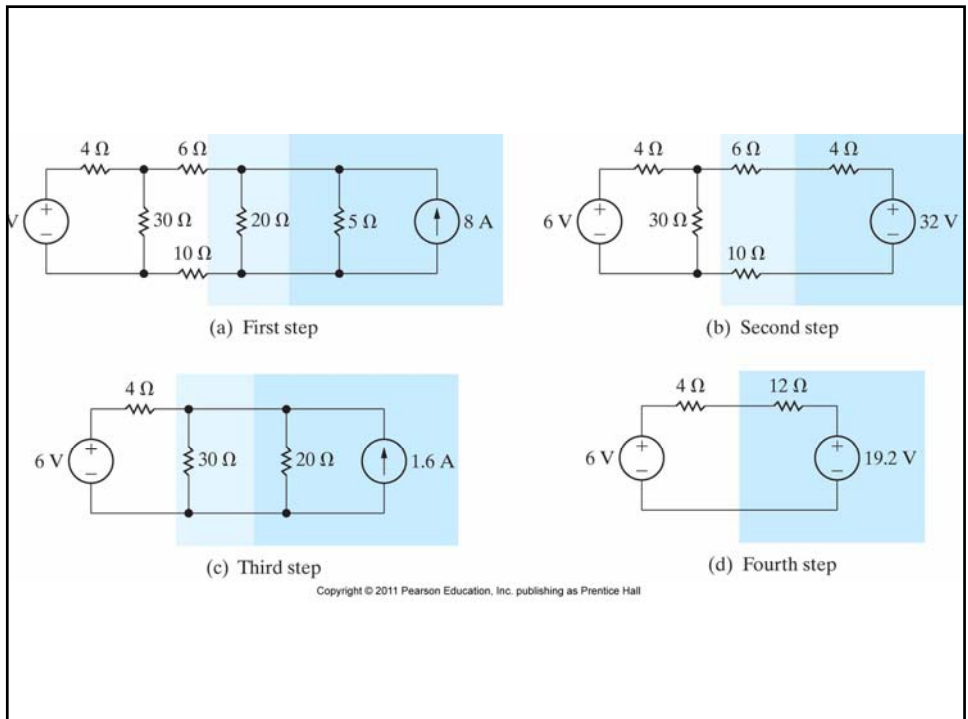 4 Ω 6 Ω
V 30 Ω 20 Ω 5 Ω 8 A
10 Ω
(a) First step
4 Ω 6 Ω 4 Ω
6 V 30 Ω 32 V
10 Ω
(b) Second step
4 Ω
6 V 30 Ω 20 Ω 1.6 A
(c) Third step
4 Ω 12 Ω
6 V 19.2 V
(d) Fourth step
Copyright © 2011 Pearson Education, Inc. publishing as Prentice Hall